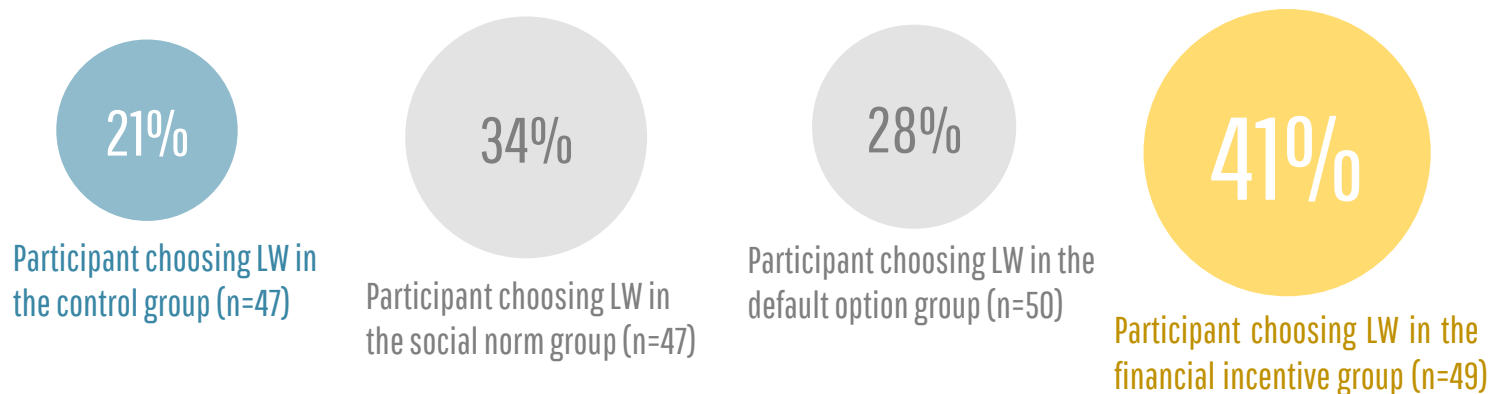 21%
Participant choosing LW in
the control group (n=47)
34%
Participant choosing LW in
the social norm group (n=47)
28%
Participant choosing LW in the
default option group (n=50)
41%
Participant choosing LW in the
financial incentive group (n=49)